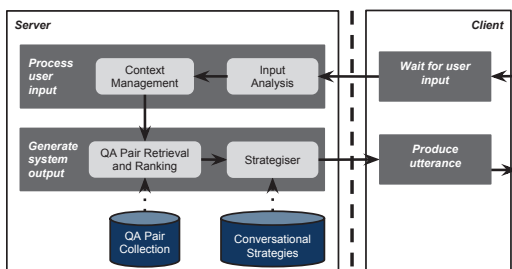 Server
Client
Process
user
input
Context
Management
Input
Analysis
Wait for user
input
Generate
system
output
QA Pair Retrieval
and Ranking
Strategiser
Produce
utterance
QA Pair
Collection
Conversational
Strategies